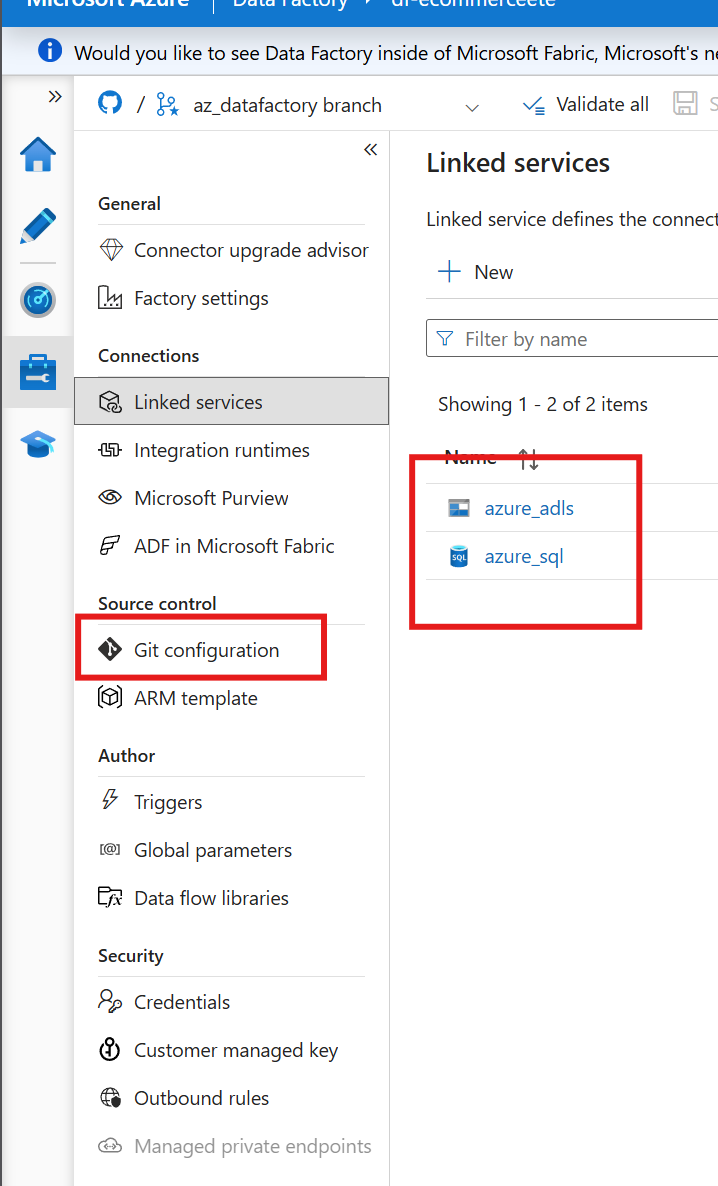 Microsoft Azure Data Factory df-ecommerceete
Would you like to see Data Factory inside of Microsoft Fabric, Microsoft's
/ az_datafactory branch
Validate all
General
Connector upgrade advisor
Factory settings
Connections
Linked services
Integration runtimes
Microsoft Purview
ADF in Microsoft Fabric
Source control
Git configuration
ARM template
Author
Triggers
Global parameters
Data flow libraries
Security
Credentials
Customer managed key
Outbound rules
Managed private endpoints
Linked services
Linked service defines the
New
Filter by name
Showing 1 - 2 of 2 items
Name
azure_adls
SQL azure_sql